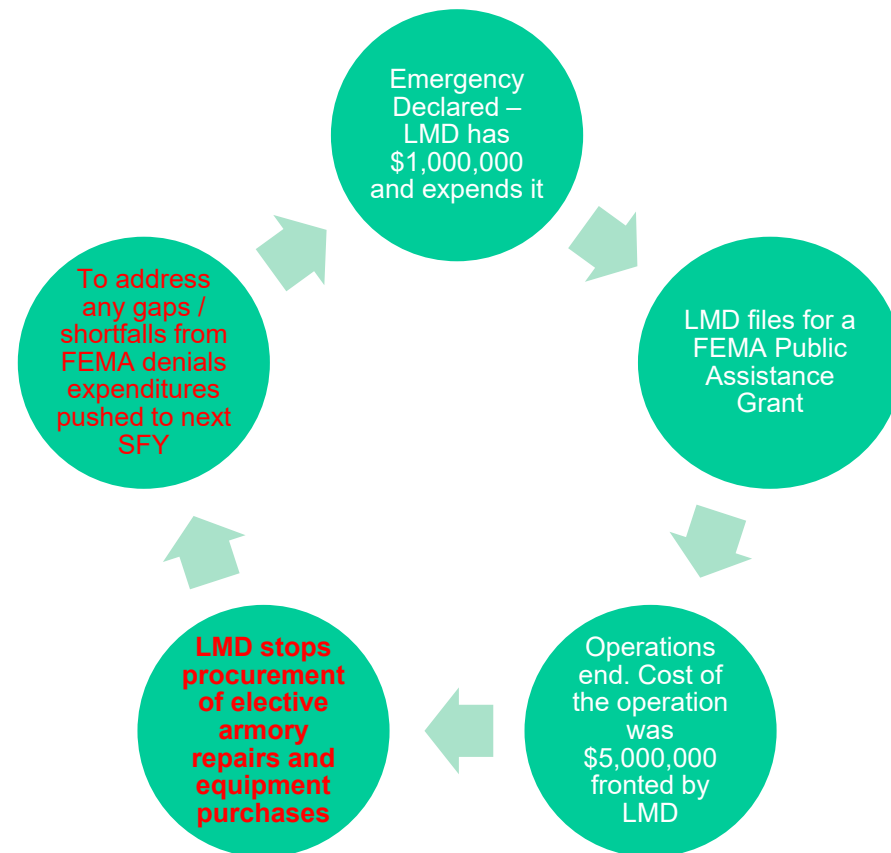 Emergency
Declared –
LMD has
$1,000,000
and expends it
LMD files for a
FEMA Public
Assistance
Grant
Operations
end. Cost of
the operation
was
$5,000,000
fronted by
LMD
LMD stops
procurement
of elective
armory
repairs and
equipment
purchases
To address
any gaps /
shortfalls from
FEMA denials
expenditures
pushed to next
SFY